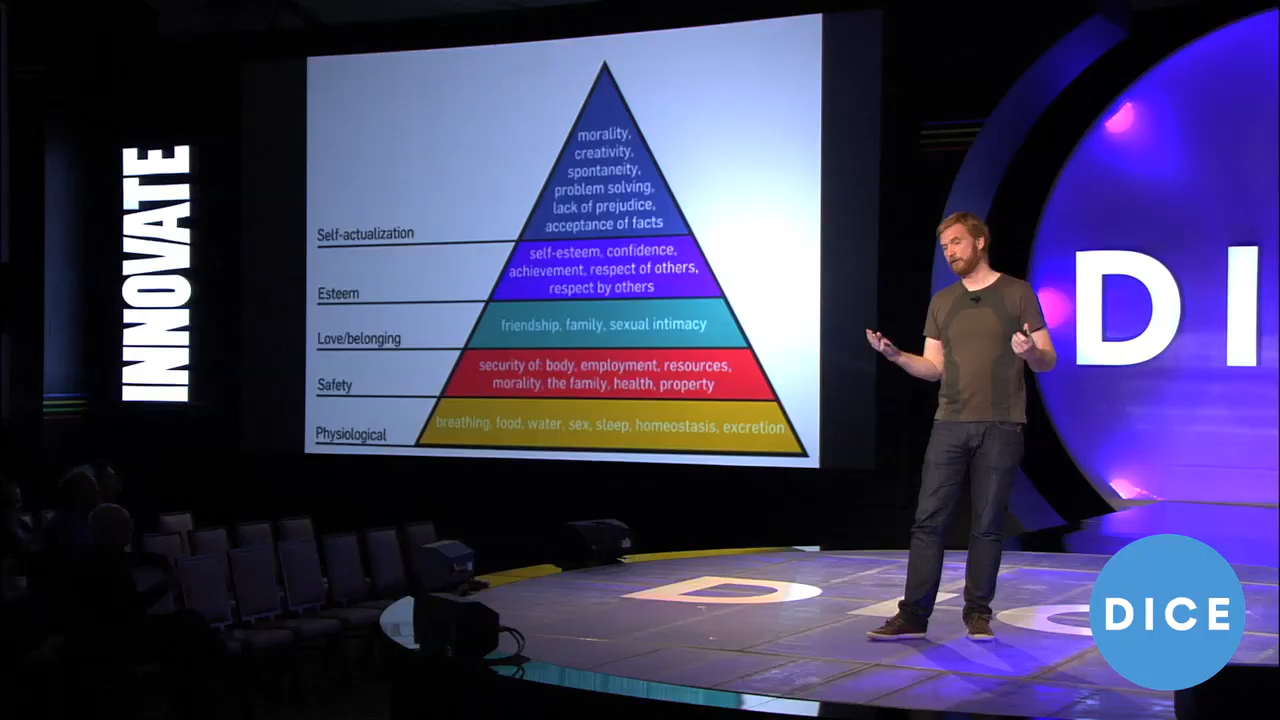 INNOVATE
morality,
creativity,
spontaneity,
problem solving,
lack of prejudice,
acceptance of facts
Self-actualization
self-esteem, confidence,
achievement, respect of others,
respect by others
Esteem
friendship, family, sexual intimacy
Love/belonging
security of: body, employment, resources,
morality, the family, health, property
Safety
breathing, food, water, sex, sleep, homeostasis, excretion
Physiological
D I
D I C
DICE